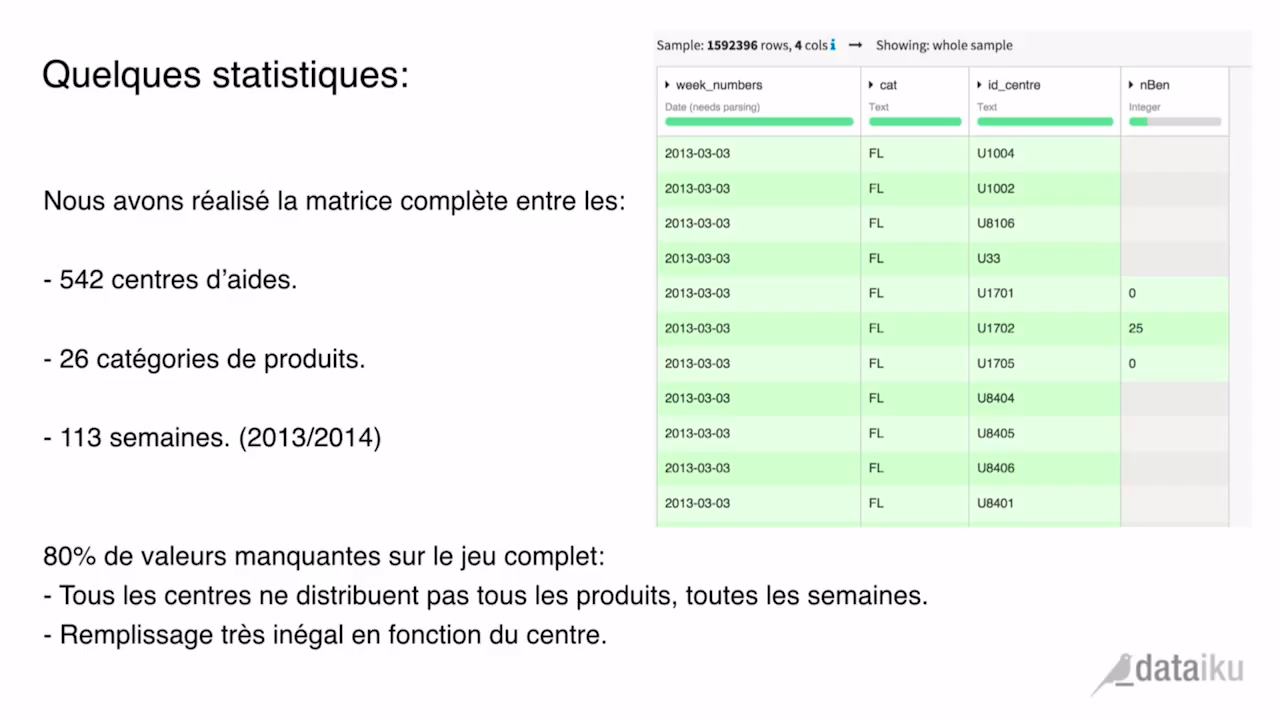 Quelques statistiques:
Nous avons réalisé la matrice complète entre les:
- 542 centres d’aides.
- 26 catégories de produits.
- 113 semaines. (2013/2014)
80% de valeurs manquantes sur le jeu complet:
- Tous les centres ne distribuent pas tous les produits, toutes les semaines.
- Remplissage très inégal en fonction du centre.
Sample: 1592396 rows, 4 cols i → Showing: whole sample
week_numbers cat id_centre nBen
Date (needs parsing) Text Text Integer
2013-03-03 FL U1004
2013-03-03 FL U1002
2013-03-03 FL U8106
2013-03-03 FL U33
2013-03-03 FL U1701 0
2013-03-03 FL U1702 25
2013-03-03 FL U1705 0
2013-03-03 FL U8404
2013-03-03 FL U8405
2013-03-03 FL U8406
2013-03-03 FL U8401
dataiku